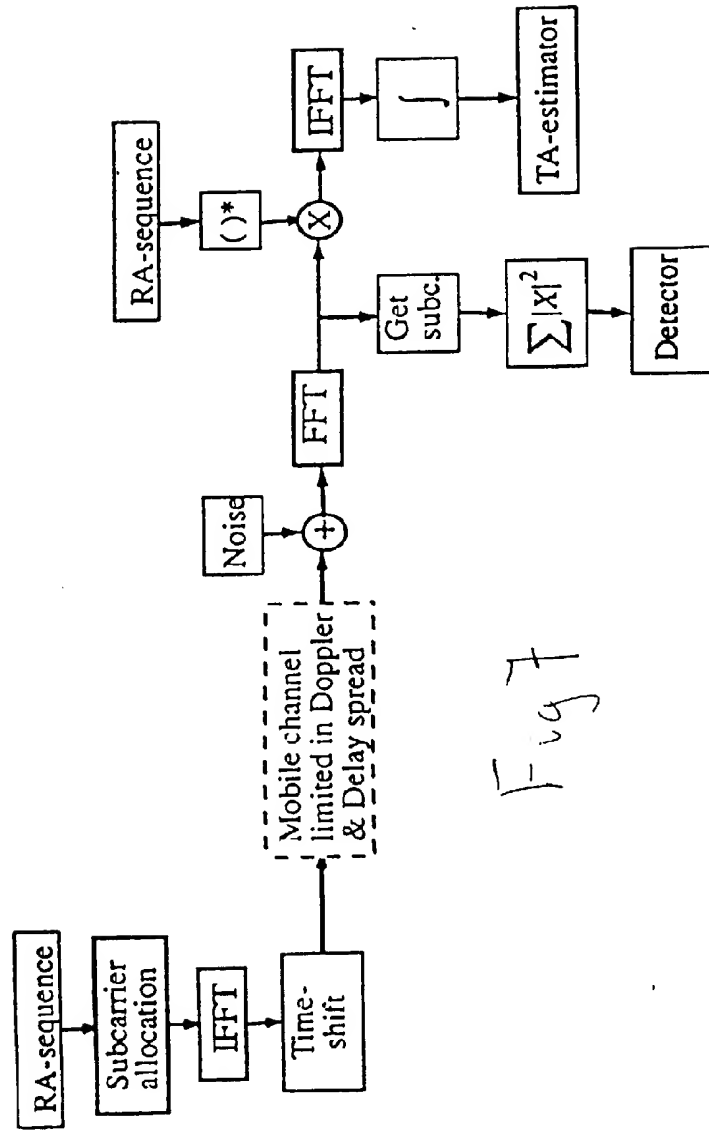 RA-sequence
Subcarrier
allocation
IFFT
Time-
shift
Mobile channel
limited in Doppler
& Delay spread
Noise
+
FFT
Get
subc.
∑|X|²
Detector
RA-sequence
()*
X
IFFT
∫
TA-estimator
Fig 7